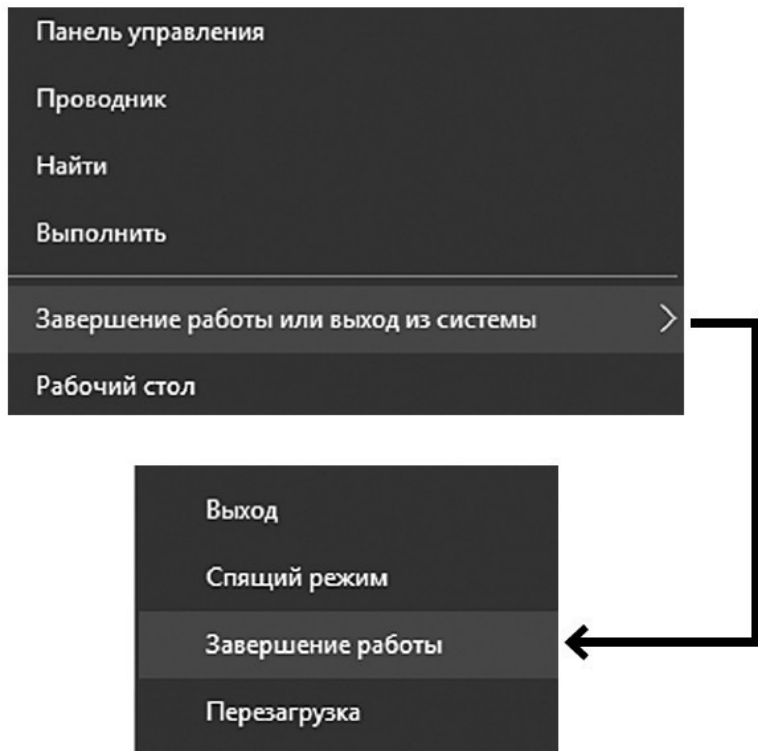 Панель управления
Проводник
Найти
Выполнить
Завершение работы или выход из системы
Рабочий стол
Выход
Спящий режим
Завершение работы
Перезагрузка